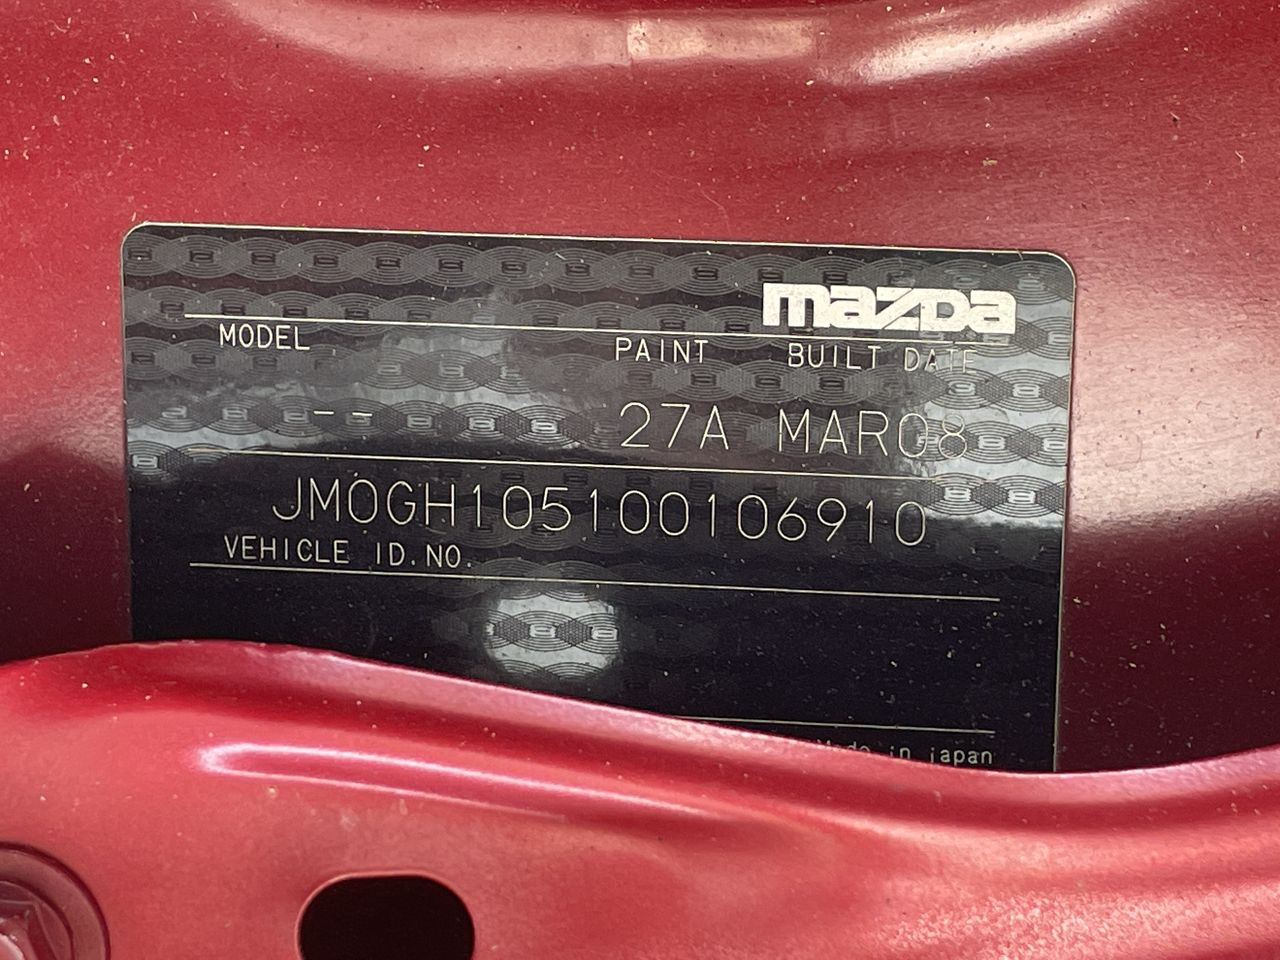 mazda
MODEL PAINT BUILT DATE
-- 27A MAR08
JM0GH105100106910
VEHICLE ID.NO.
Made in japan